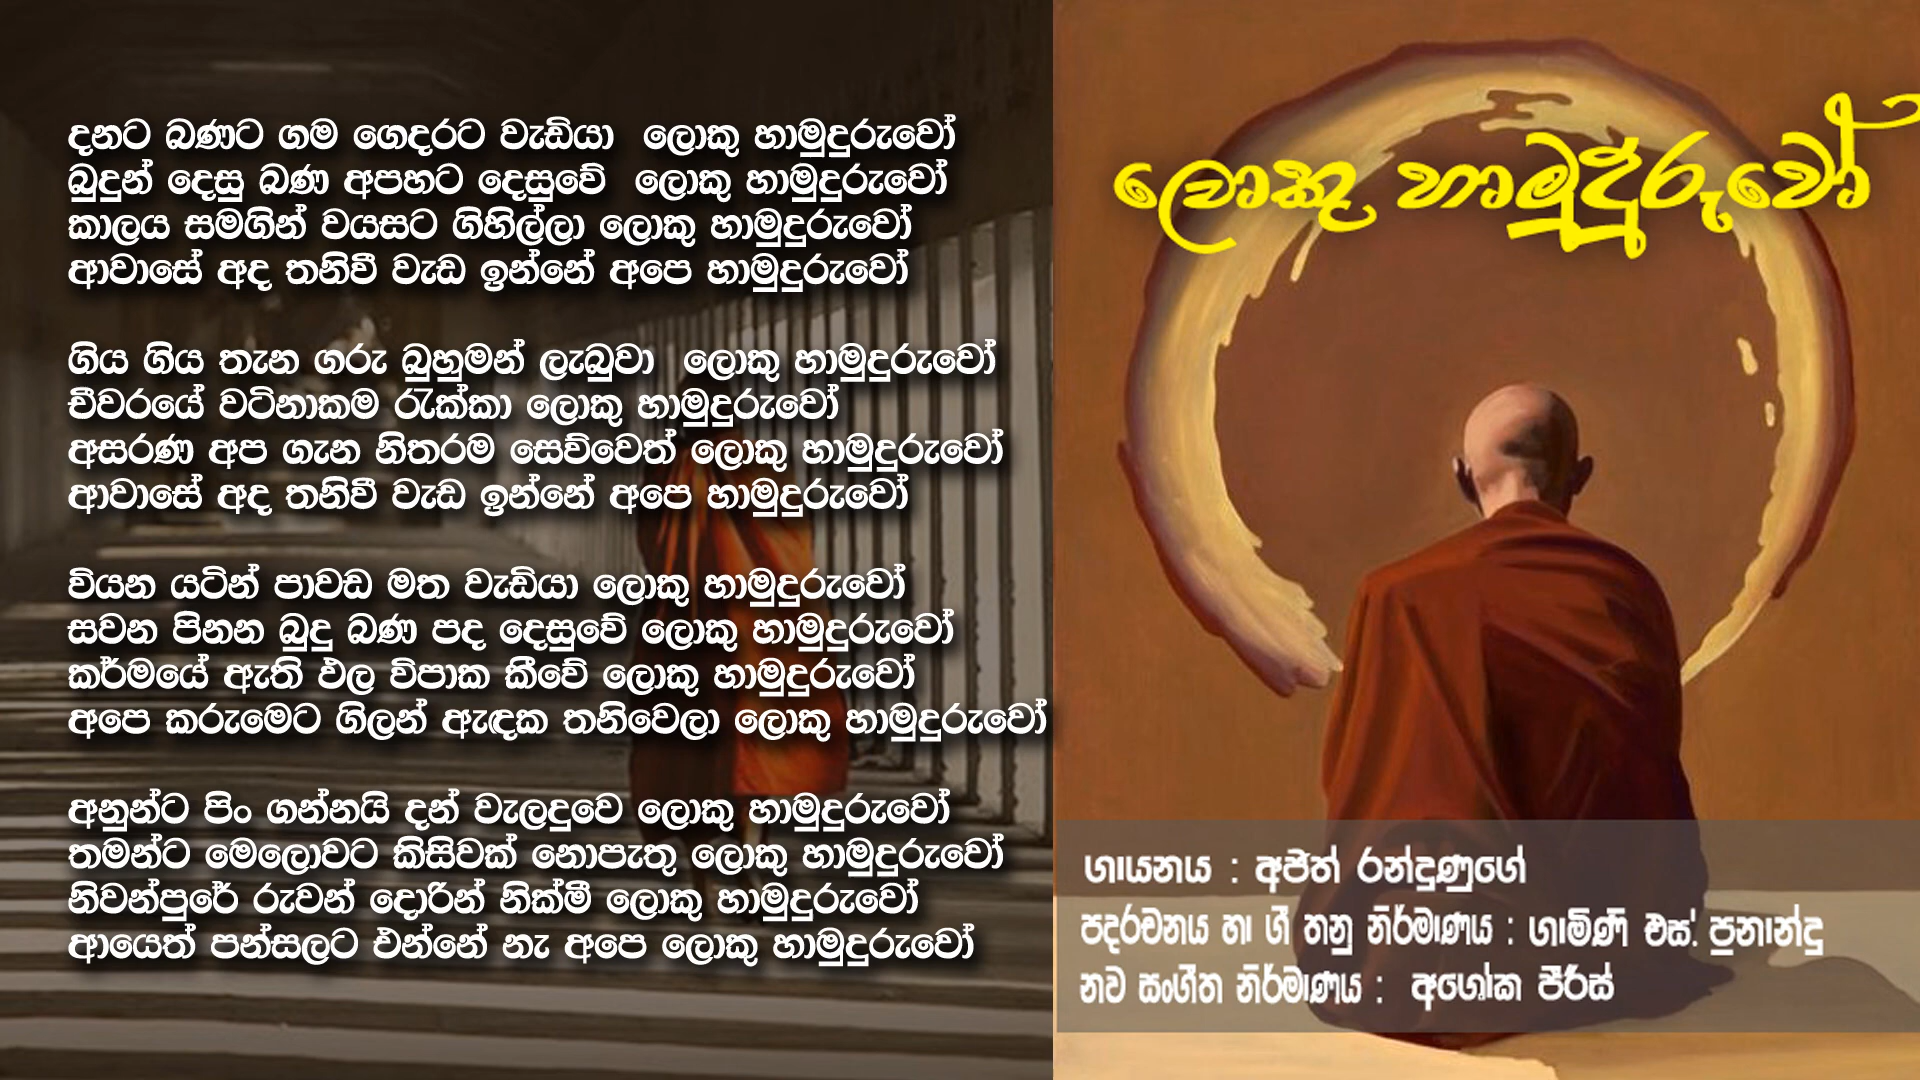 දනට බණට ගම ගෙදරට වැඩියා ලොකු හාමුදුරුවෝ
බුදුන් දෙසු බණ අපහට දෙසුවේ ලොකු හාමුදුරුවෝ
කාලය සමගින් වයසට ගිහිල්ලා ලොකු හාමුදුරුවෝ
ආවාසේ අද තනිවී වැඩ ඉන්නේ අපෙ හාමුදුරුවෝ
ගිය ගිය තැන ගරු බුහුමන් ලැබුවා ලොකු හාමුදුරුවෝ
චීවරයේ වටිනාකම රැක්කා ලොකු හාමුදුරුවෝ
අසරණ අප ගැන නිතරම සෙව්වෙත් ලොකු හාමුදුරුවෝ
ආවාසේ අද තනිවී වැඩ ඉන්නේ අපෙ හාමුදුරුවෝ
වියන යටින් පාවඩ මත වැඩියා ලොකු හාමුදුරුවෝ
සවන පිනන බුදු බණ පද දෙසුවේ ලොකු හාමුදුරුවෝ
කර්මයේ ඇති ඵල විපාක කීවේ ලොකු හාමුදුරුවෝ
අපෙ කරුමෙට ගිලන් ඇඳක තනිවෙලා ලොකු හාමුදුරුවෝ
අනුන්ට පිං ගන්නයි දන් වැලදුවෙ ලොකු හාමුදුරුවෝ
තමන්ට මෙලොවට කිසිවක් නොපැතු ලොකු හාමුදුරුවෝ
නිවන්පුරේ රුවන් දොරින් නික්මී ලොකු හාමුදුරුවෝ
ආයෙත් පන්සලට එන්නේ නැ අපෙ ලොකු හාමුදුරුවෝ
ලොකු හාමුදුරුවෝ
ගායනය : අජිත් රන්දුණුගේ
පදරචනය හා ගී තනු නිර්මාණය : ගාමිණී එස්. ප්‍රනාන්දු
නව සංගීත නිර්මාණය : අශෝක පීරිස්